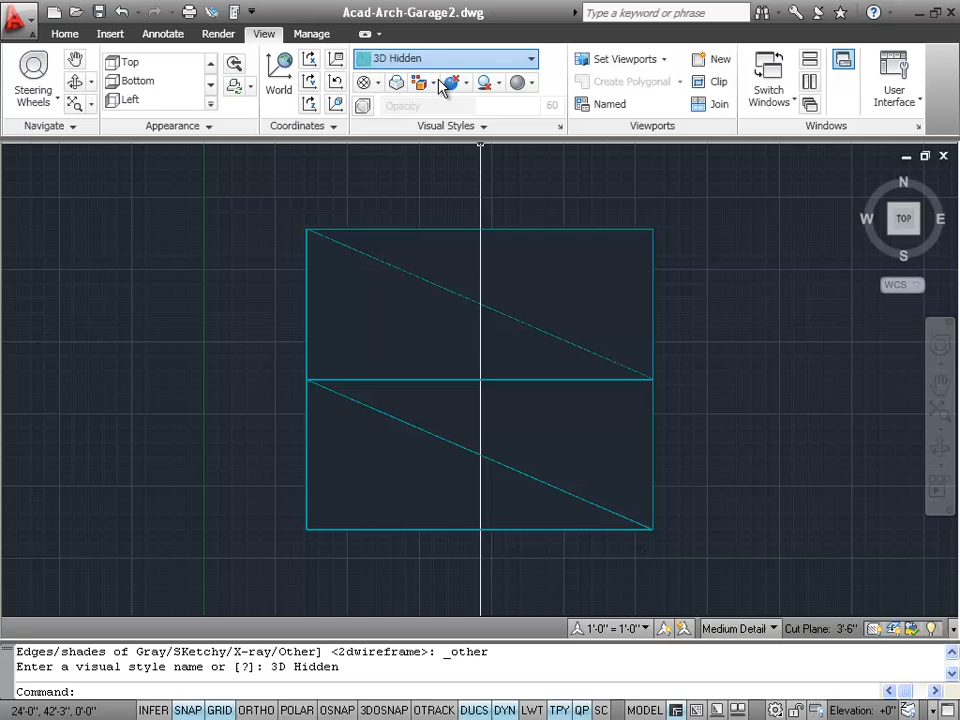 Acad-Arch-Garage2.dwg
Type a keyword or phrase
Home
Insert
Annotate
Render
View
Manage
Steering Wheels
Navigate
Top
Bottom
Left
Appearance
World
Coordinates
3D Hidden
Opacity
60
Visual Styles
Set Viewports
New
Create Polygonal
Clip
Named
Join
Viewports
Switch Windows
Windows
User Interface
N
W
TOP
E
S
WCS
1'-0" = 1'-0"
Medium Detail
Cut Plane: 3'-6"
Edges/shades of Gray/SKetchy/X-ray/Other] <2dwireframe>: _other
Enter a visual style name or [?]: 3D Hidden
Command:
24'-0", 42'-3", 0'-0"
INFER
SNAP
GRID
ORTHO
POLAR
OSNAP
3DOSNAP
OTRACK
DUCS
DYN
LWT
TPY
QP
SC
MODEL
Elevation: +0"